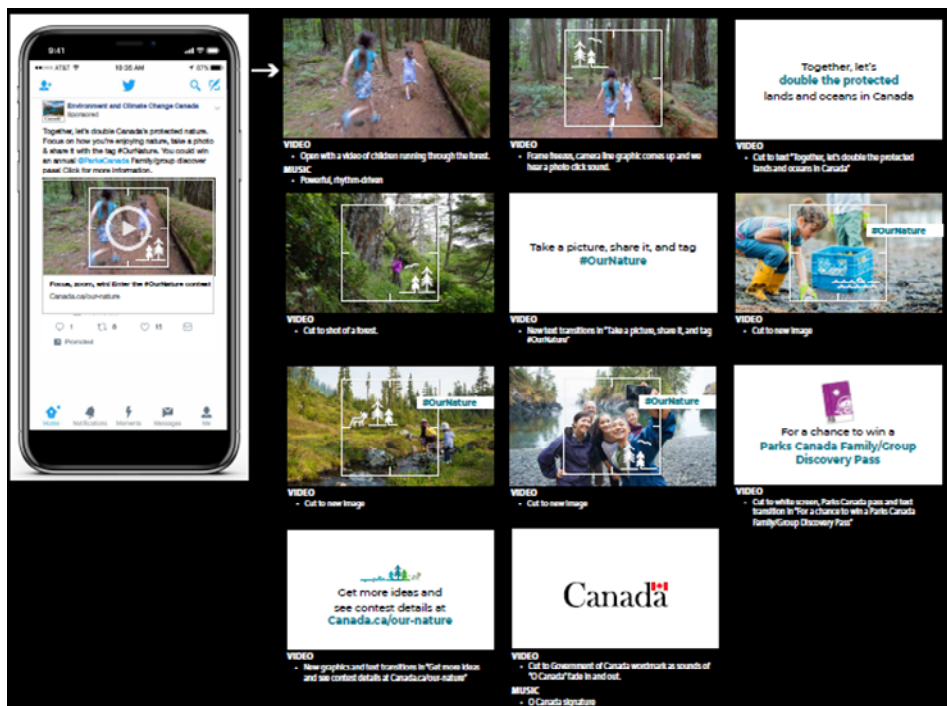 9:41
AT&T
10:35 AM
87%
Environment and Climate Change Canada
Sponsored
Together, let's double Canada's protected nature.
Focus on how you're enjoying nature, take a photo
& share it with the tag #OurNature. You could win
an annual @ParksCanada Family/group discover
pass! Click for more information.
Focus, zoom, win! Enter the #OurNature contest
Canada.ca/our-nature
1
8
15
Promoted
Home
Notifications
Moments
Messages
Me
VIDEO
• Open with a video of children running through the forest.
MUSIC
• Powerful, rhythm-driven
VIDEO
• Frame freezes, camera line graphic comes up and we
hear a photo click sound.
Together, let's
double the protected
lands and oceans in Canada
VIDEO
• Cut to text "Together, let's double the protected
lands and oceans in Canada"
VIDEO
• Cut to shot of a forest.
Take a picture, share it, and tag
#OurNature
VIDEO
• New text transitions in "Take a picture, share it, and tag
#OurNature"
#OurNature
VIDEO
• Cut to new image
#OurNature
VIDEO
• Cut to new image
#OurNature
VIDEO
• Cut to new image
For a chance to win a
Parks Canada Family/Group
Discovery Pass
VIDEO
• Cut to white screen, Parks Canada pass and text
transition in "For a chance to win a Parks Canada
Family/Group Discovery Pass"
Get more ideas and
see contest details at
Canada.ca/our-nature
VIDEO
• New graphics and text transitions in "Get more ideas
and see contest details at Canada.ca/our-nature"
Canada
VIDEO
• Cut to Government of Canada wordmark as sounds of
"O Canada" fade in and out.
MUSIC
• O Canada signature